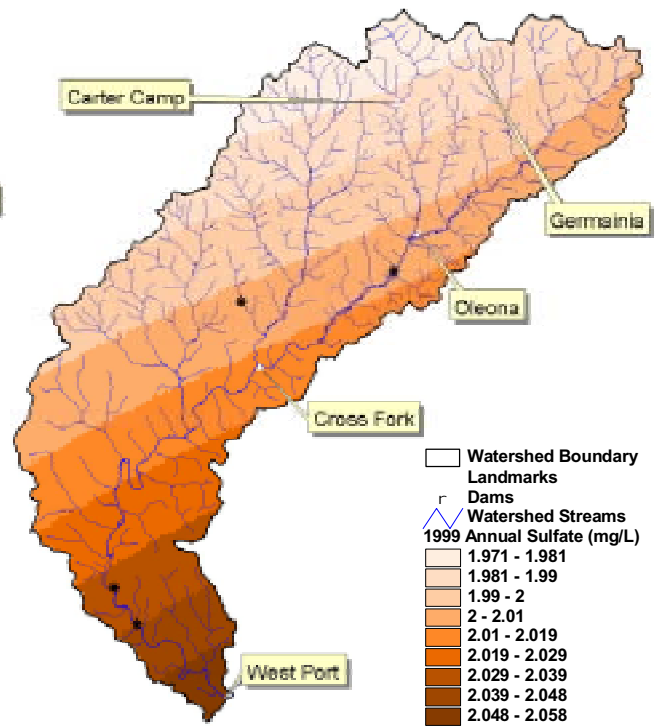 Carter Camp
Germainia
Oleona
Cross Fork
West Port
Watershed Boundary
Landmarks
Dams
Watershed Streams
1999 Annual Sulfate (mg/L)
1.971 - 1.981
1.981 - 1.99
1.99 - 2
2 - 2.01
2.01 - 2.019
2.019 - 2.029
2.029 - 2.039
2.039 - 2.048
2.048 - 2.058